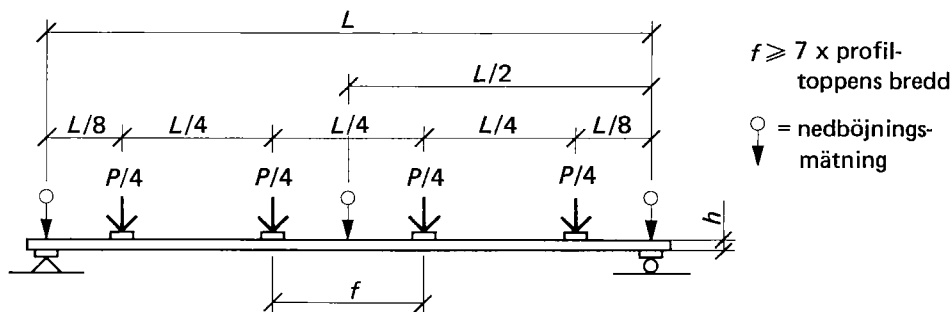 L
L/2
L/8 L/4 L/4 L/4 L/8
P/4 P/4 P/4 P/4
h
f
f ⩾ 7 x profil-
toppens bredd
= nedböjnings-
mätning